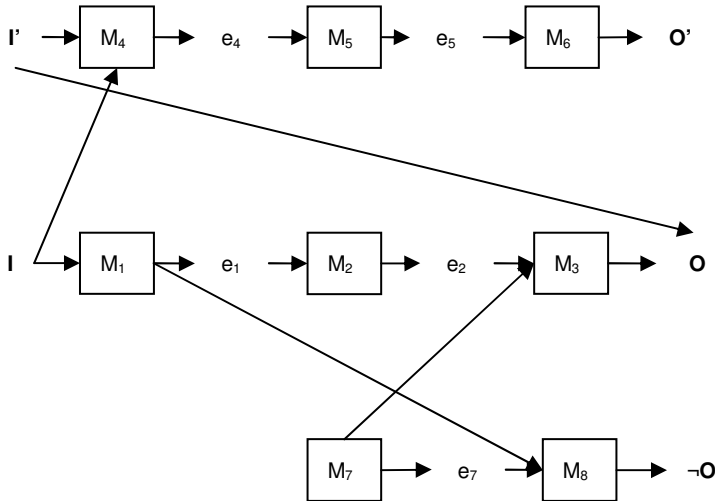 I' M₄ e₄ M₅ e₅ M₆ O'
I M₁ e₁ M₂ e₂ M₃ O
M₇ e₇ M₈ ¬O